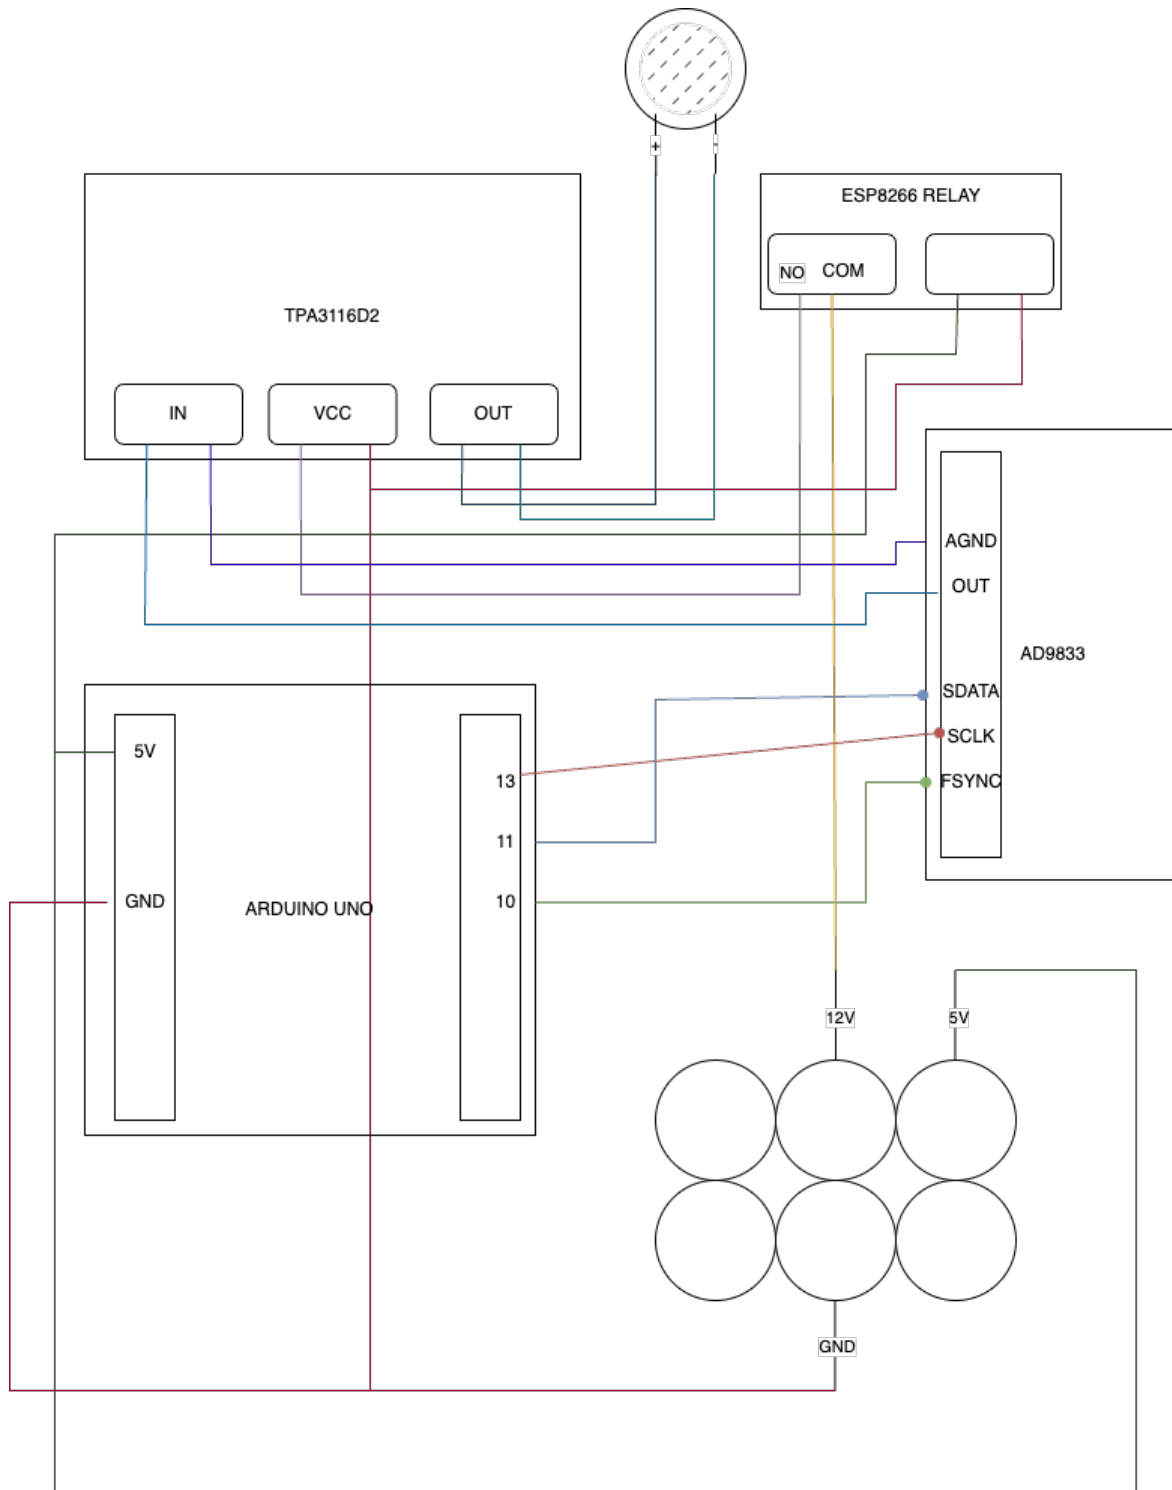 +
-
ESP8266 RELAY
NO
COM
TPA3116D2
IN
VCC
OUT
AGND
OUT
AD9833
SDATA
SCLK
FSYNC
5V
13
11
GND
ARDUINO UNO
10
12V
5V
GND